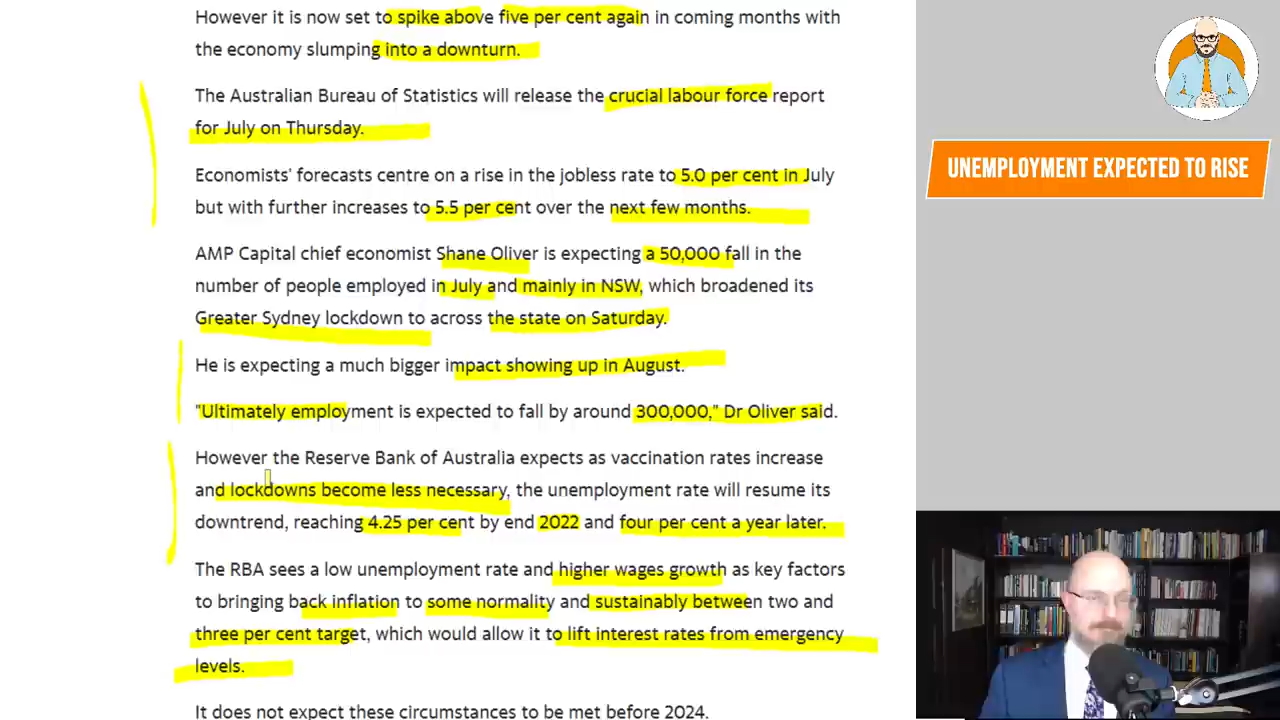 However it is now set to spike above five per cent again in coming months with
the economy slumping into a downturn.
The Australian Bureau of Statistics will release the crucial labour force report
for July on Thursday.
Economists' forecasts centre on a rise in the jobless rate to 5.0 per cent in July
but with further increases to 5.5 per cent over the next few months.
AMP Capital chief economist Shane Oliver is expecting a 50,000 fall in the
number of people employed in July and mainly in NSW, which broadened its
Greater Sydney lockdown to across the state on Saturday.
He is expecting a much bigger impact showing up in August.
"Ultimately employment is expected to fall by around 300,000," Dr Oliver said.
However the Reserve Bank of Australia expects as vaccination rates increase
and lockdowns become less necessary, the unemployment rate will resume its
downtrend, reaching 4.25 per cent by end 2022 and four per cent a year later.
The RBA sees a low unemployment rate and higher wages growth as key factors
to bringing back inflation to some normality and sustainably between two and
three per cent target, which would allow it to lift interest rates from emergency
levels.
It does not expect these circumstances to be met before 2024.
UNEMPLOYMENT EXPECTED TO RISE